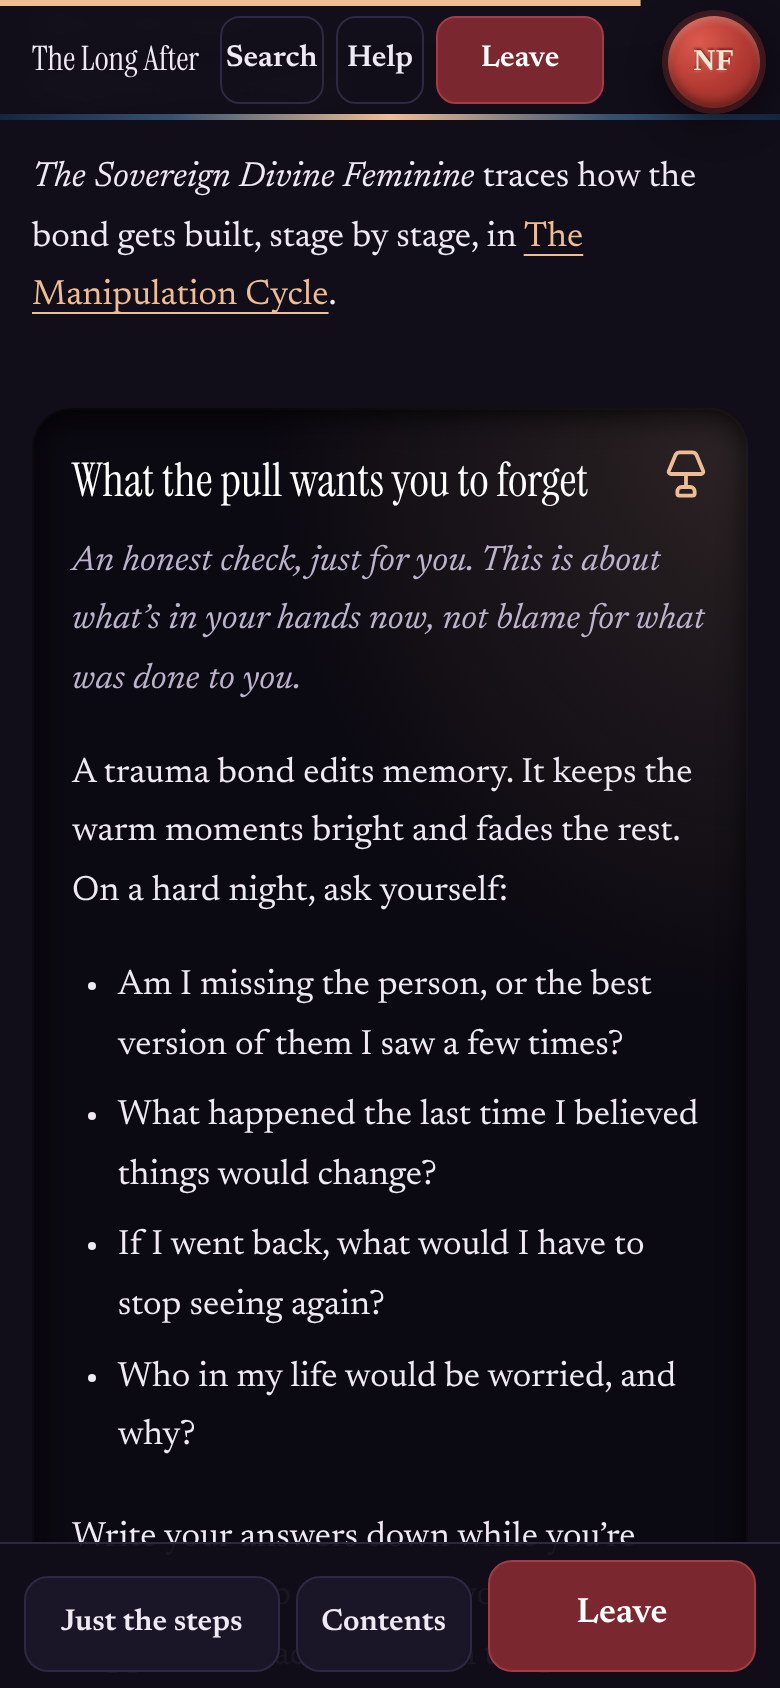 The Long After
Search
Help
Leave
NF
The Sovereign Divine Feminine traces how the
bond gets built, stage by stage, in The
Manipulation Cycle.
What the pull wants you to forget
An honest check, just for you. This is about
what’s in your hands now, not blame for what
was done to you.
A trauma bond edits memory. It keeps the
warm moments bright and fades the rest.
On a hard night, ask yourself:
• Am I missing the person, or the best
version of them I saw a few times?
• What happened the last time I believed
things would change?
• If I went back, what would I have to
stop seeing again?
• Who in my life would be worried, and
why?
Write your answers down while you’re
Just the steps
Contents
Leave